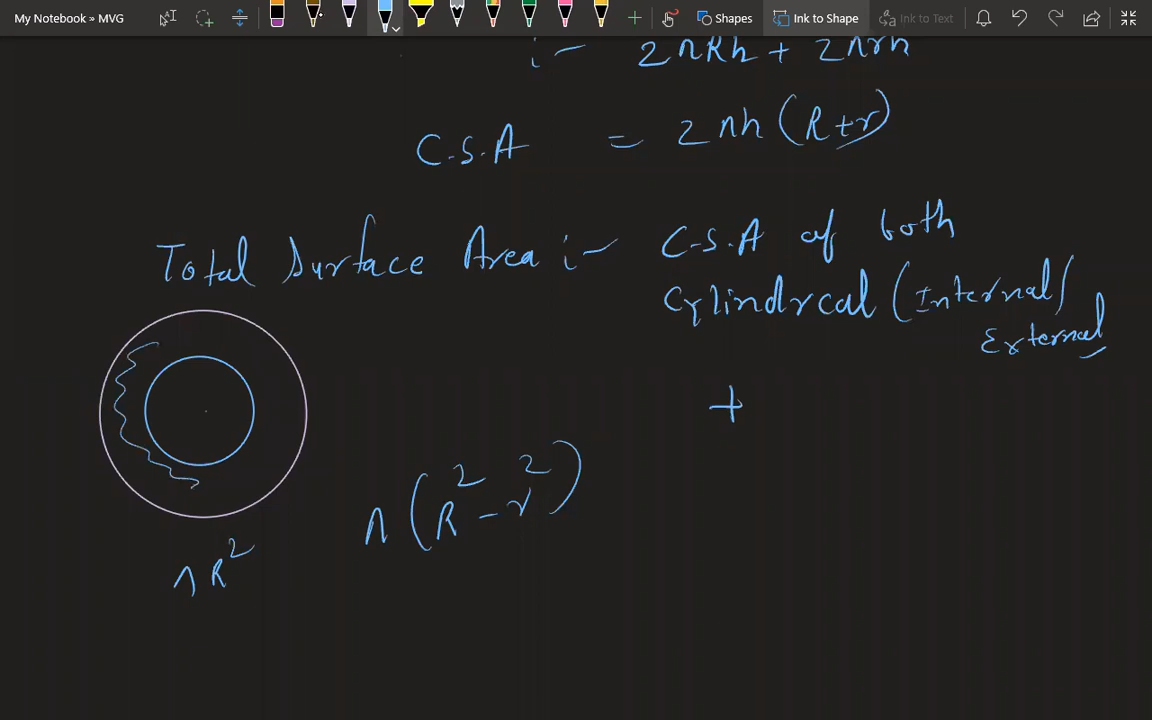 My Notebook » MVG
Shapes
Ink to Shape
Ink to Text
:- 2πRh + 2πrh
C.S.A = 2πh (R+r)
Total Surface Area :- C.S.A of both
Cylindrcal (Internal/
External
+
π(R² - r²)
πR²